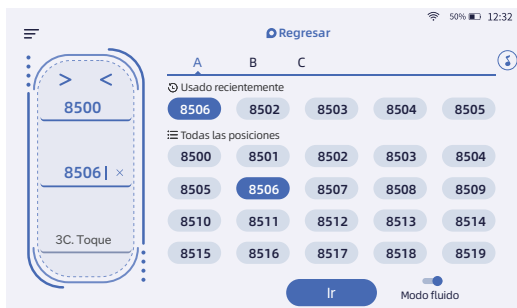 50% 12:32
Regresar
A B C
Usado recientemente
8506 8502 8503 8504 8505
Todas las posiciones
8500 8501 8502 8503 8504
8505 8506 8507 8508 8509
8510 8511 8512 8513 8514
8515 8516 8517 8518 8519
> <
8500
8506 ×
3C. Toque
Ir
Modo fluido